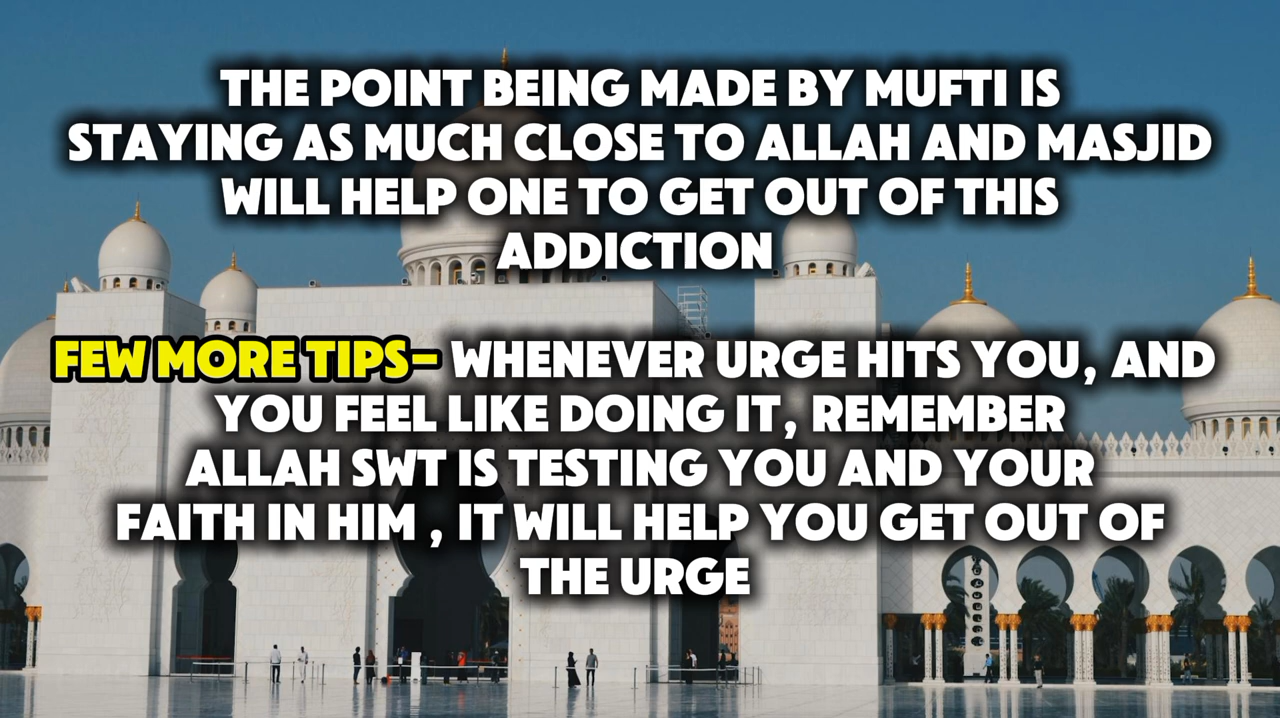 THE POINT BEING MADE BY MUFTI IS
STAYING AS MUCH CLOSE TO ALLAH AND MASJID
WILL HELP ONE TO GET OUT OF THIS
ADDICTION
FEW MORE TIPS- WHENEVER URGE HITS YOU, AND
YOU FEEL LIKE DOING IT, REMEMBER
ALLAH SWT IS TESTING YOU AND YOUR
FAITH IN HIM , IT WILL HELP YOU GET OUT OF
THE URGE